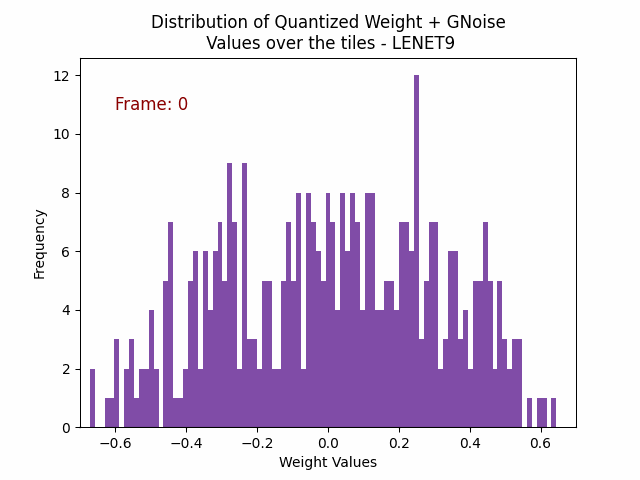 Distribution of Quantized Weight + GNoise
Values over the tiles - LENET9
Frame: 0
12
10
8
6
4
2
0
Frequency
−0.6 −0.4 −0.2 0.0 0.2 0.4 0.6
Weight Values